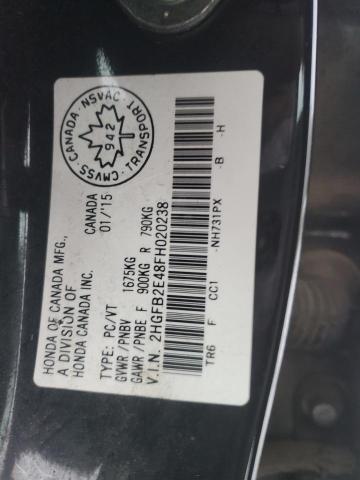 HONDA OF CANADA MFG.,
A DIVISION OF
HONDA CANADA INC.
CANADA
01/'15
CANADA NSVAC
942
CMVSS TRANSPORT
TYPE: PC/VT
GVWR/PNBV 1675KG
GAWR/PNBE F 900KG R 790KG
V.I.N. 2HGFB2E48FH020238
TR6 F CC1 -NH731PX -B -H